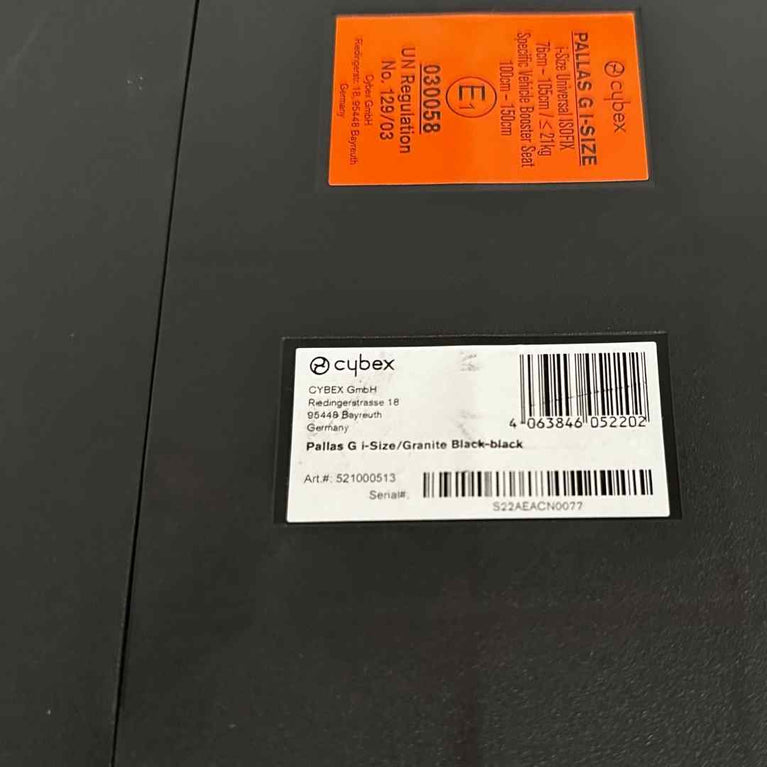 cybex
PALLAS G I-SIZE
i-Size Universal ISOFIX
76cm – 105cm / ≤21kg
Specific Vehicle Booster Seat
100cm – 150cm
E1
030058
UN Regulation
No. 129/03
Cybex GmbH
Riedingerstr. 18, 95448 Bayreuth,
Germany
cybex
CYBEX GmbH
Riedingerstrasse 18
95448 Bayreuth
Germany
4 063846 052202
Pallas G i-Size/Granite Black-black
Art.#: 521000513
Serial#:
S22AEACN0077